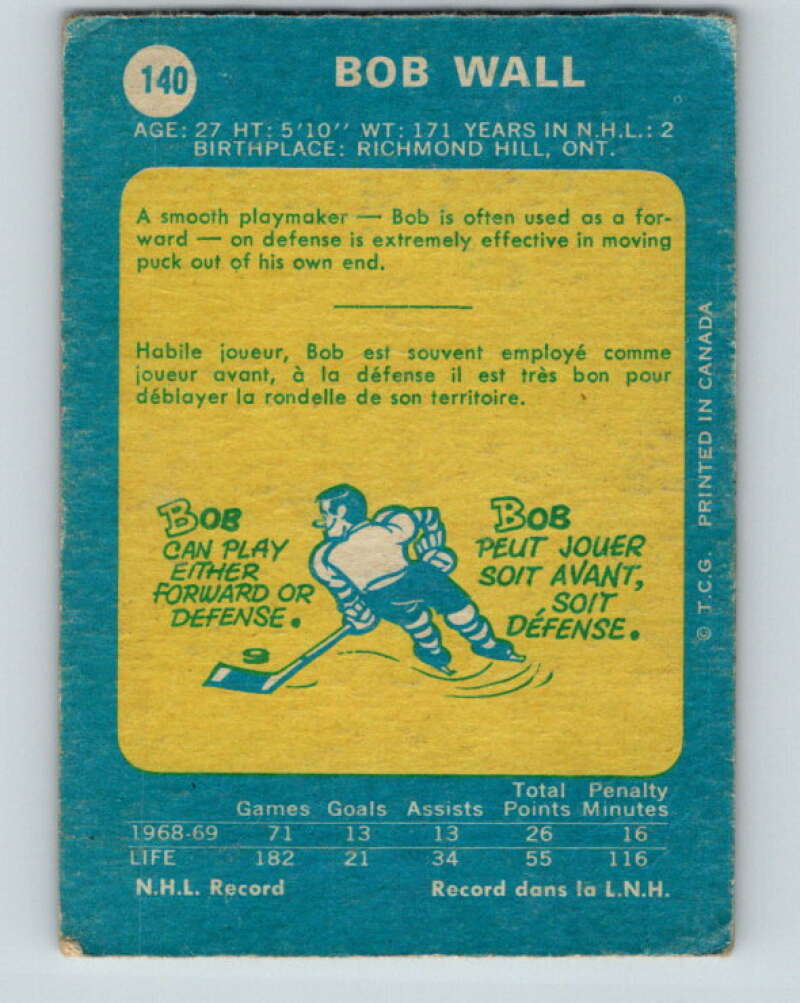 140
BOB WALL
AGE: 27 HT: 5'10'' WT: 171 YEARS IN N.H.L.: 2
BIRTHPLACE: RICHMOND HILL, ONT.
A smooth playmaker — Bob is often used as a for-
ward — on defense is extremely effective in moving
puck out of his own end.
Habile joueur, Bob est souvent employé comme
joueur avant, à la défense il est très bon pour
déblayer la rondelle de son territoire.
BOB
CAN PLAY
EITHER
FORWARD OR
DEFENSE.
BOB
PEUT JOUER
SOIT AVANT,
SOIT
DÉFENSE.
© T.C.G. PRINTED IN CANADA
Total Penalty
Games Goals Assists Points Minutes
1968-69 71 13 13 26 16
LIFE 182 21 34 55 116
N.H.L. Record Record dans la L.N.H.